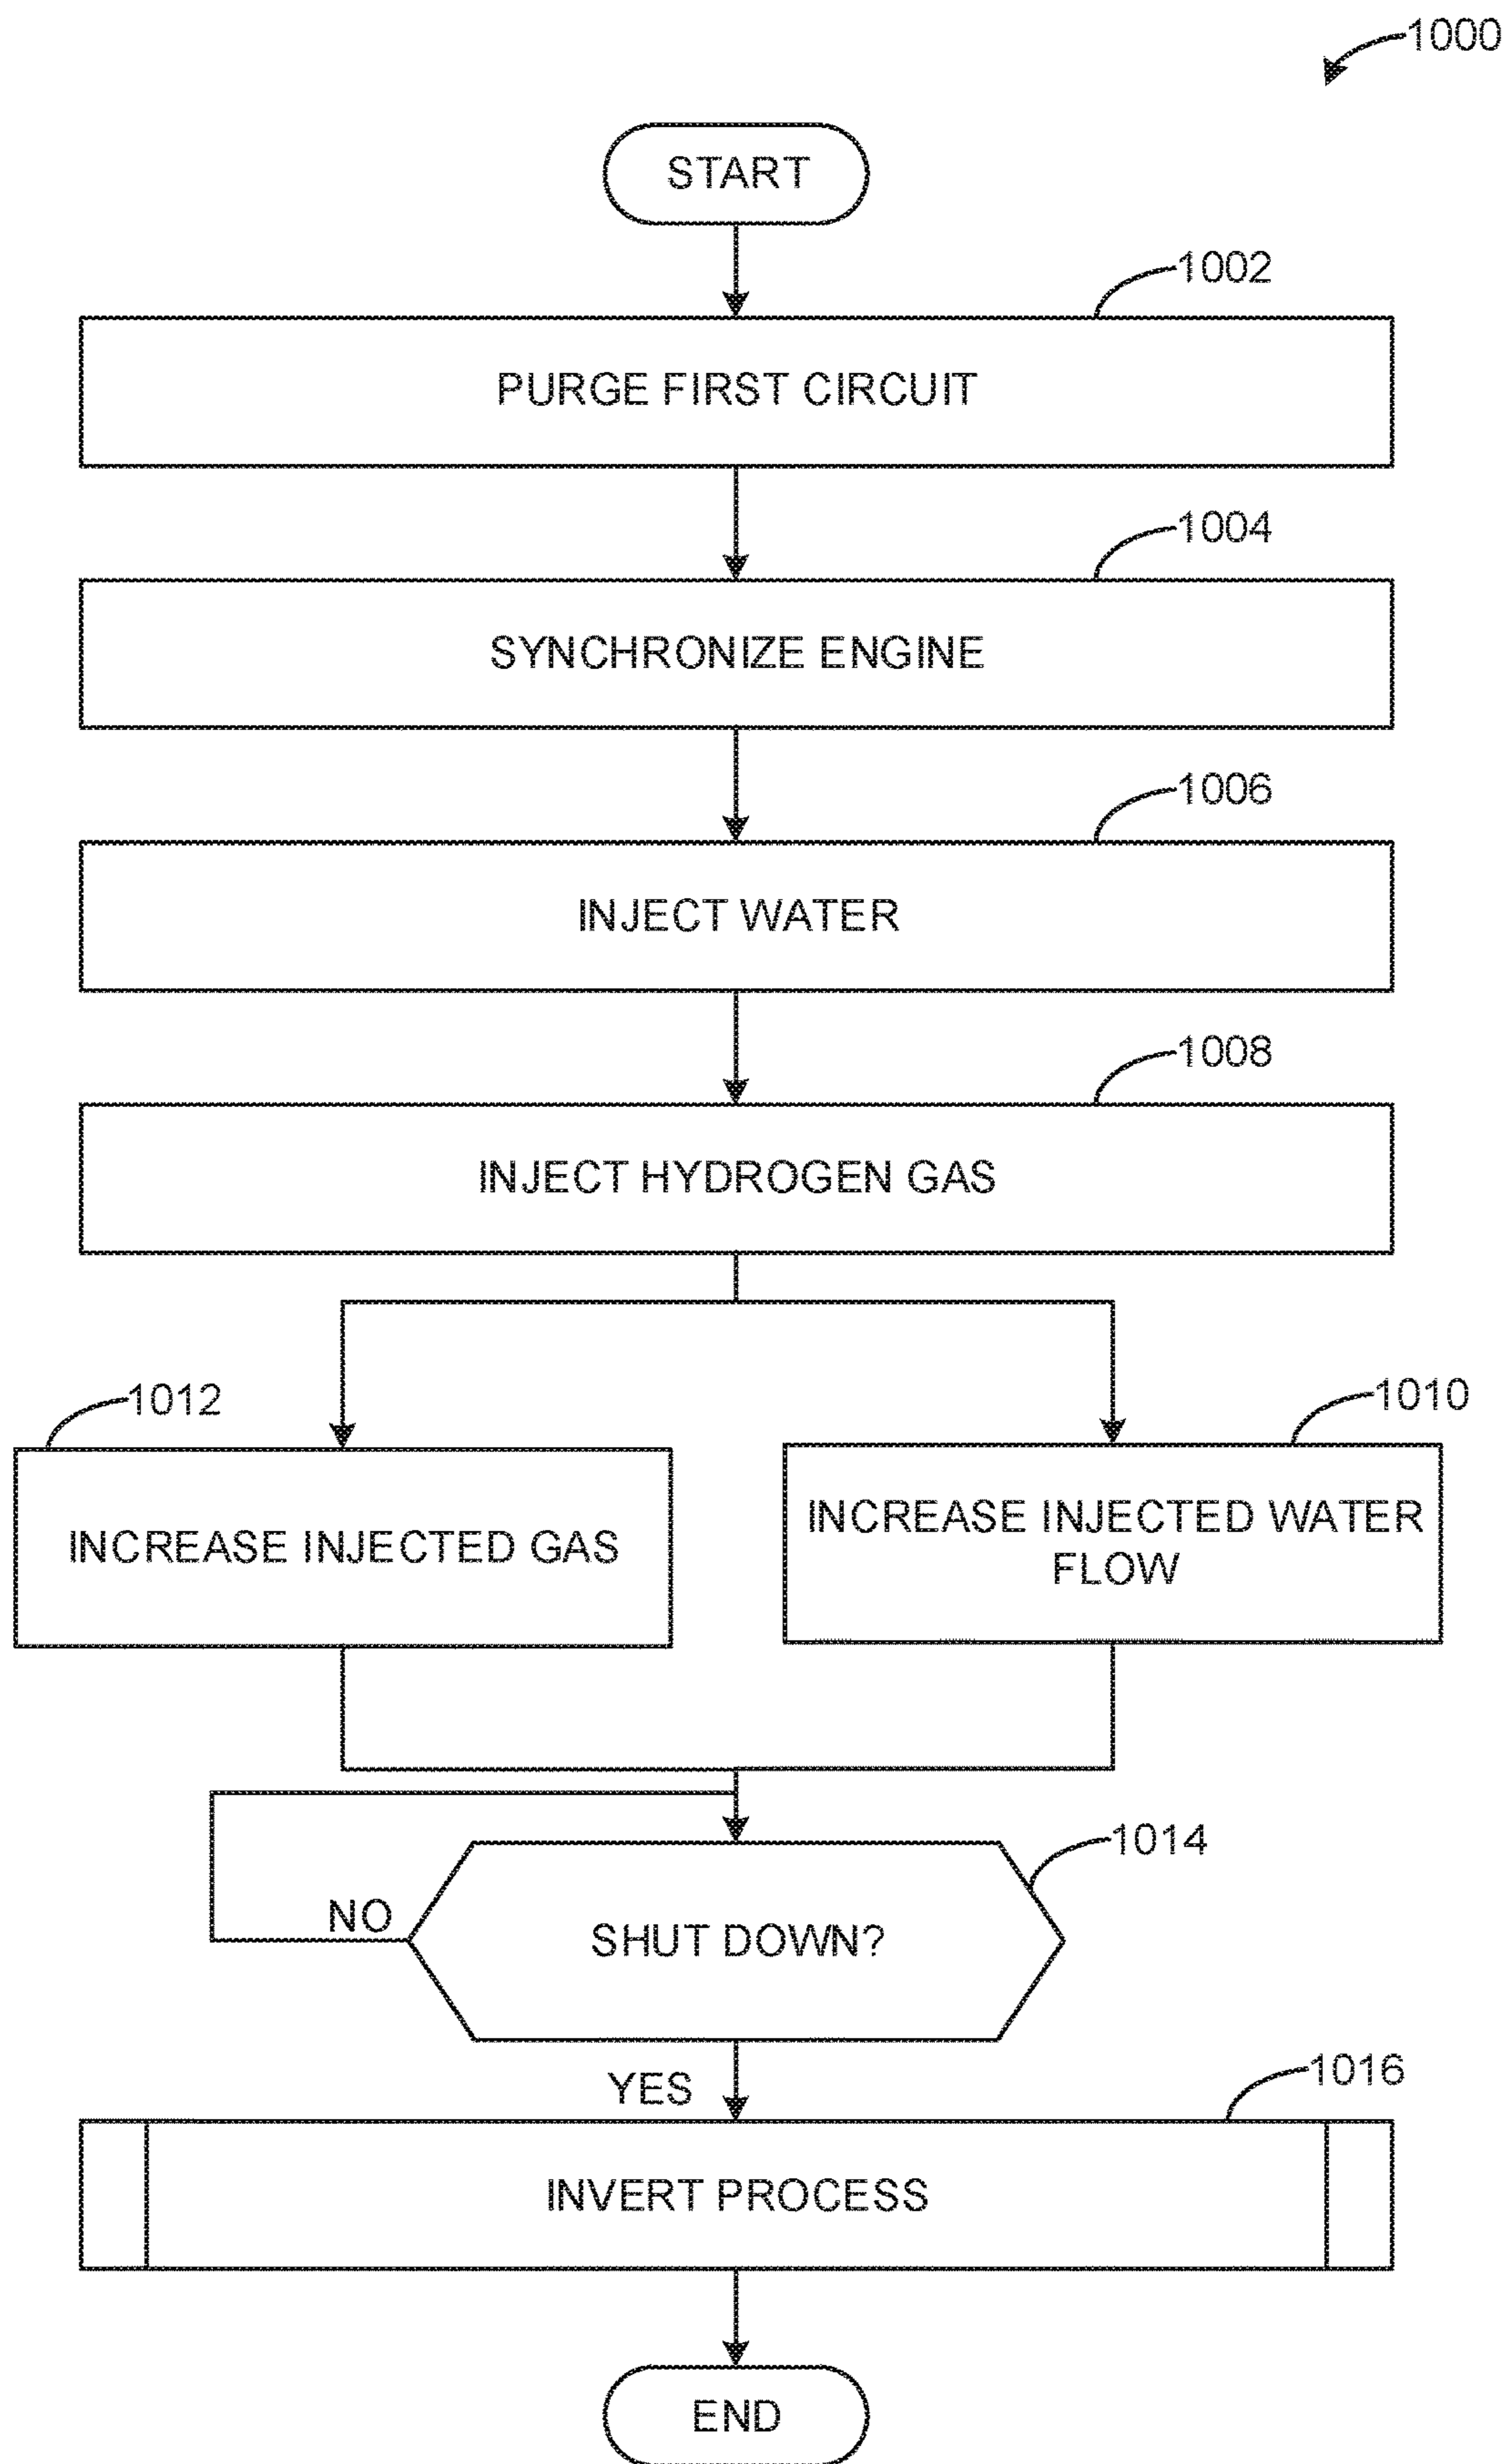 1000
START
1002
PURGE FIRST CIRCUIT
1004
SYNCHRONIZE ENGINE
1006
INJECT WATER
1008
INJECT HYDROGEN GAS
1012
INCREASE INJECTED GAS
1010
INCREASE INJECTED WATER
FLOW
1014
NO
SHUT DOWN?
YES
1016
INVERT PROCESS
END